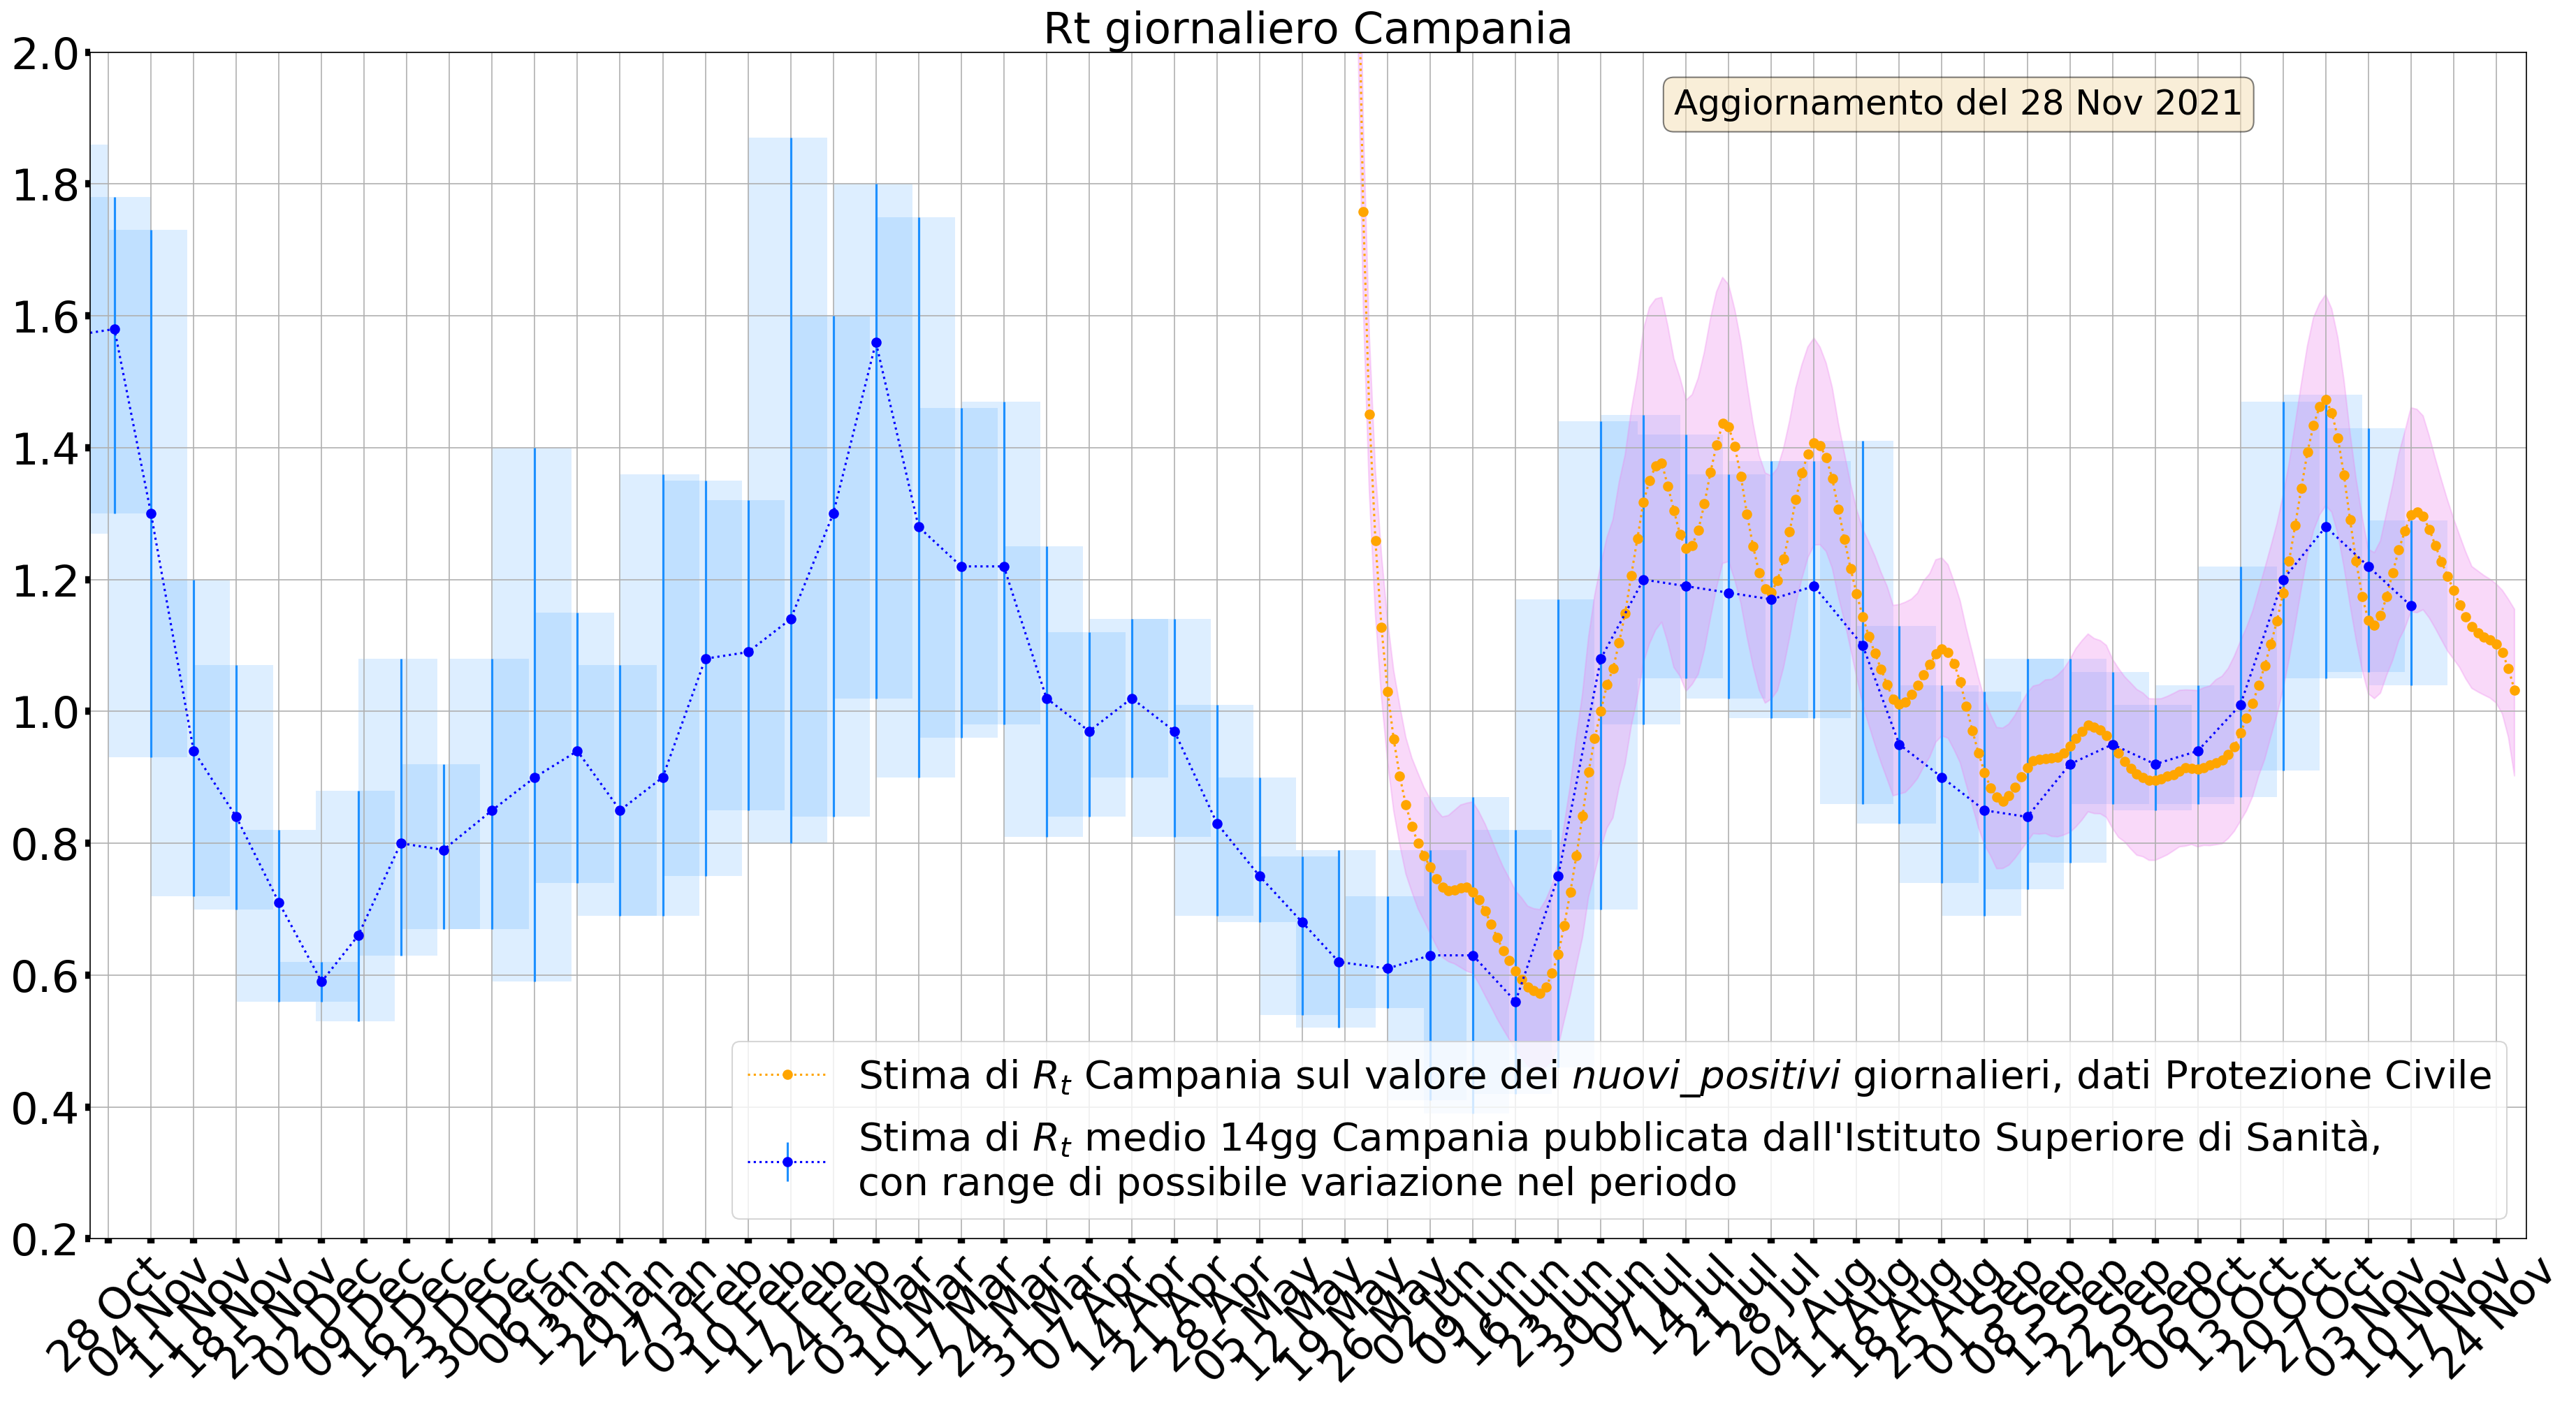 Rt giornaliero Campania
Aggiornamento del 28 Nov 2021
2.0
1.8
1.6
1.4
1.2
1.0
0.8
0.6
0.4
0.2
Stima di Rt Campania sul valore dei nuovi_positivi giornalieri, dati Protezione Civile
Stima di Rt medio 14gg Campania pubblicata dall'Istituto Superiore di Sanità,
con range di possibile variazione nel periodo
28 Oct
04 Nov
11 Nov
18 Nov
25 Nov
02 Dec
09 Dec
16 Dec
23 Dec
30 Dec
06 Jan
13 Jan
20 Jan
27 Jan
03 Feb
10 Feb
17 Feb
24 Feb
03 Mar
10 Mar
17 Mar
24 Mar
31 Mar
07 Apr
14 Apr
21 Apr
28 Apr
05 May
12 May
19 May
26 May
02 Jun
09 Jun
16 Jun
23 Jun
30 Jun
07 Jul
14 Jul
21 Jul
28 Jul
04 Aug
11 Aug
18 Aug
25 Aug
01 Sep
08 Sep
15 Sep
22 Sep
29 Sep
06 Oct
13 Oct
20 Oct
27 Oct
03 Nov
10 Nov
17 Nov
24 Nov